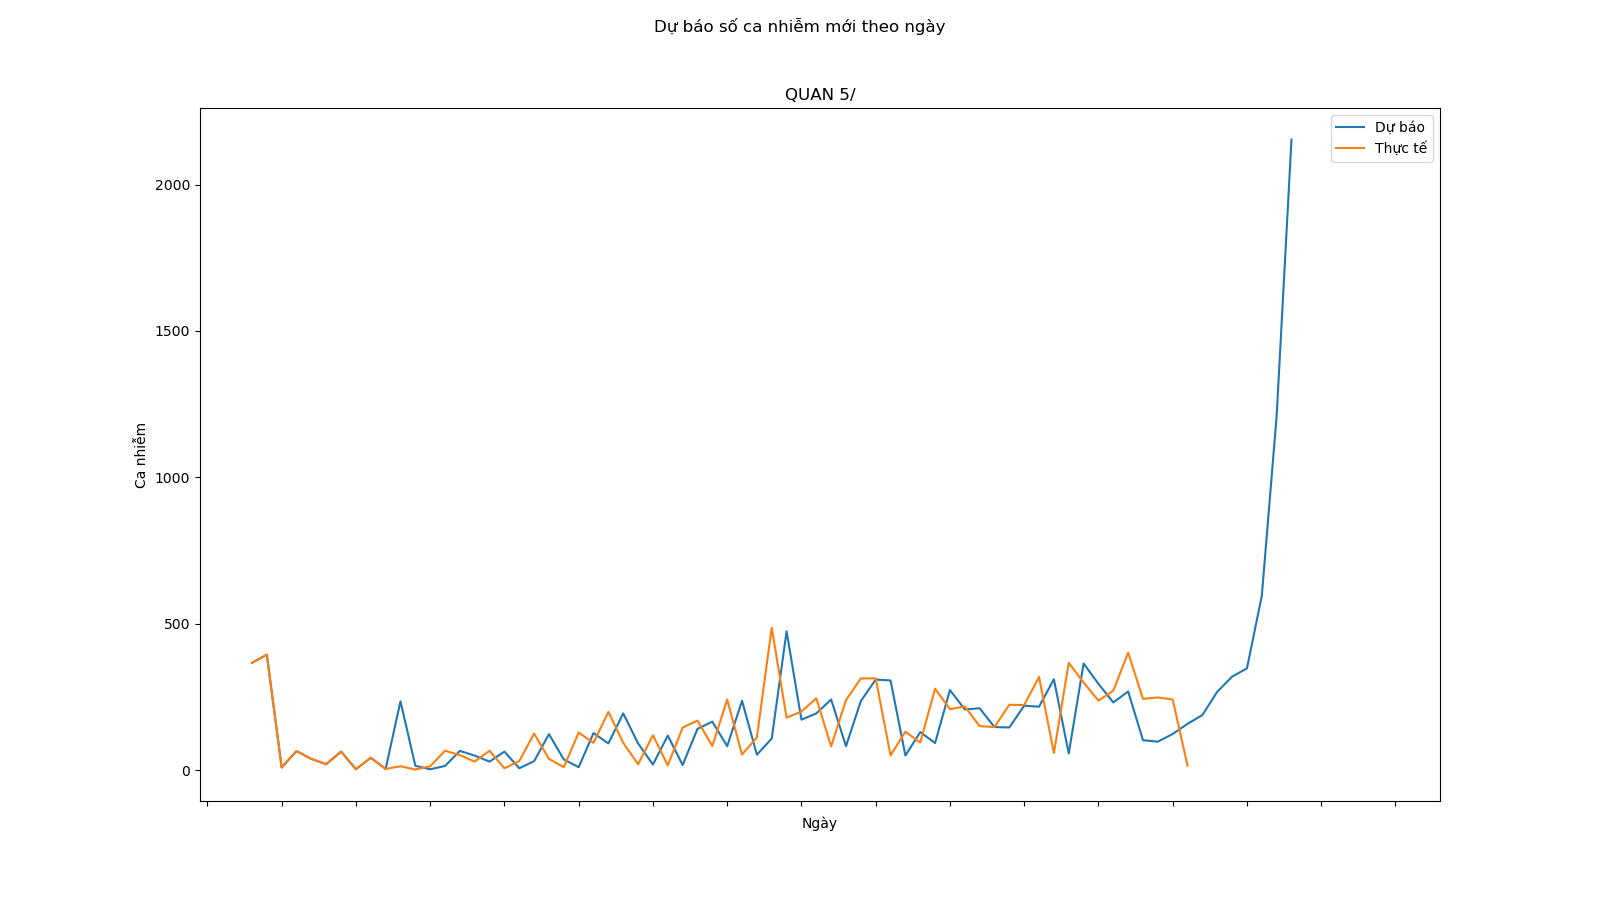 Dự báo số ca nhiễm mới theo ngày
QUAN 5/
Dự báo
Thực tế
2000
1500
1000
500
0
Ca nhiễm
Ngày